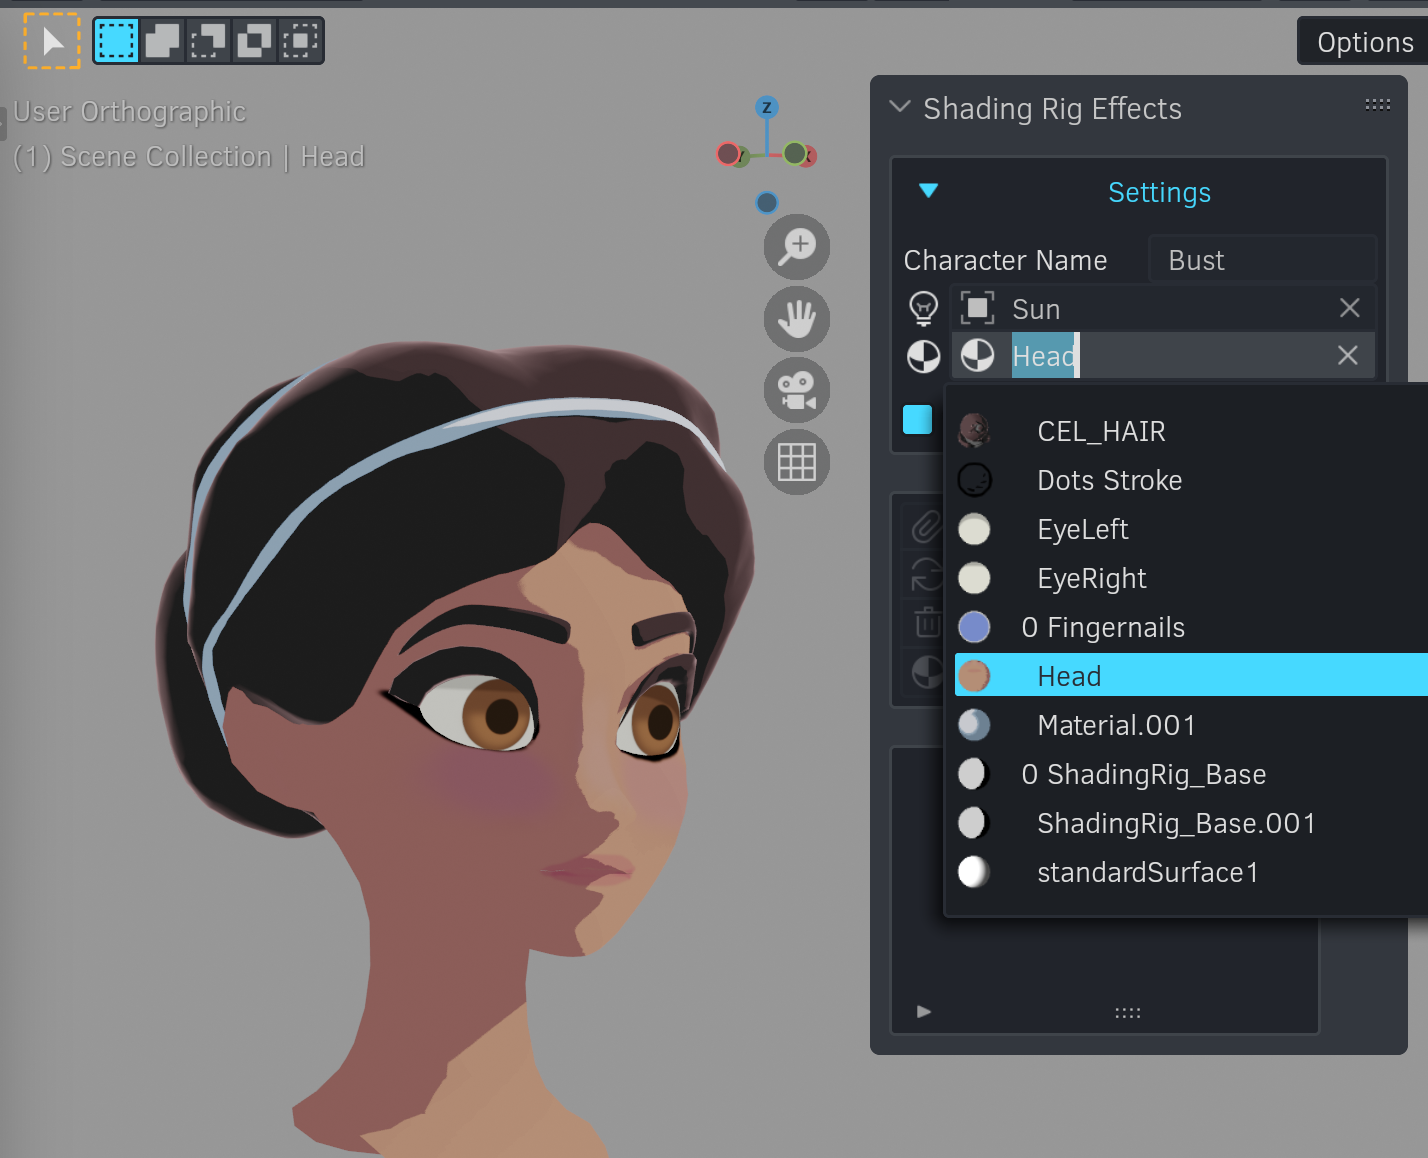 Options
User Orthographic
(1) Scene Collection | Head
Z
Shading Rig Effects
Settings
Character Name
Bust
Sun
Head
CEL_HAIR
Dots Stroke
EyeLeft
EyeRight
0 Fingernails
Head
Material.001
0 ShadingRig_Base
ShadingRig_Base.001
standardSurface1